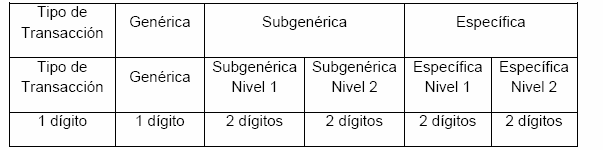 Tipo de Transacción Genérica Subgenérica Específica
Tipo de Transacción Genérica Subgenérica Nivel 1 Subgenérica Nivel 2 Específica Nivel 1 Específica Nivel 2
1 dígito 1 dígito 2 dígitos 2 dígitos 2 dígitos 2 dígitos